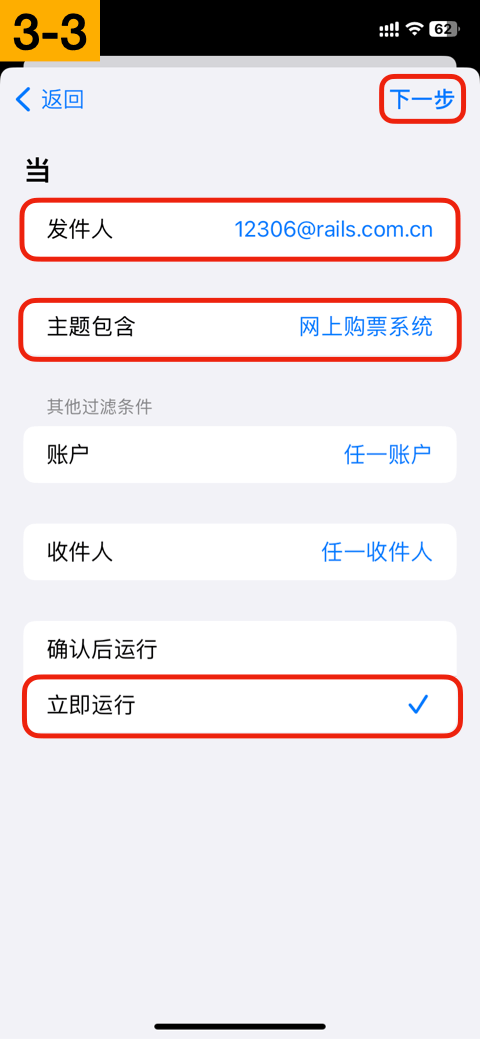 3-3
62
返回
下一步
当
发件人 12306@rails.com.cn
主题包含 网上购票系统
其他过滤条件
账户 任一账户
收件人 任一收件人
确认后运行
立即运行